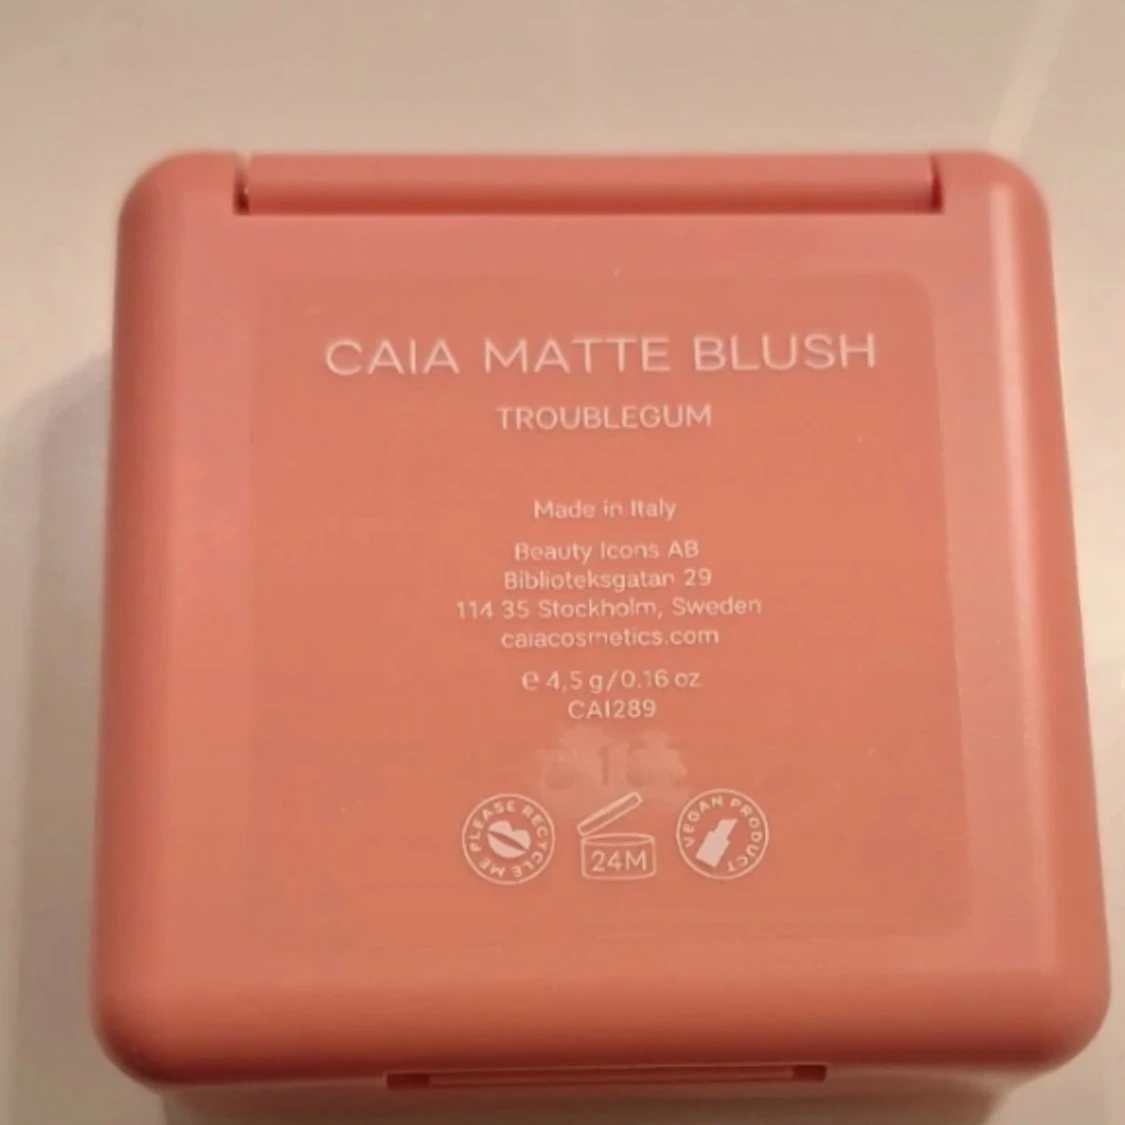 CAIA MATTE BLUSH
TROUBLEGUM
Made in Italy
Beauty Icons AB
Biblioteksgatan 29
114 35 Stockholm, Sweden
caiacosmetics.com
℮ 4,5 g/0.16 oz
CAI289
PLEASE RECYCLE ME
24M
VEGAN PRODUCT